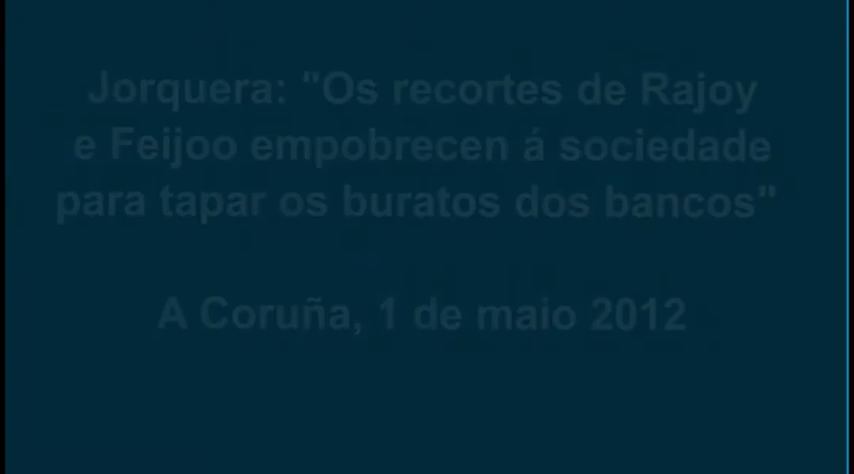 Jorquera: "Os recortes de Rajoy
e Feijoo empobrecen á sociedade
para tapar os buratos dos bancos"
A Coruña, 1 de maio 2012